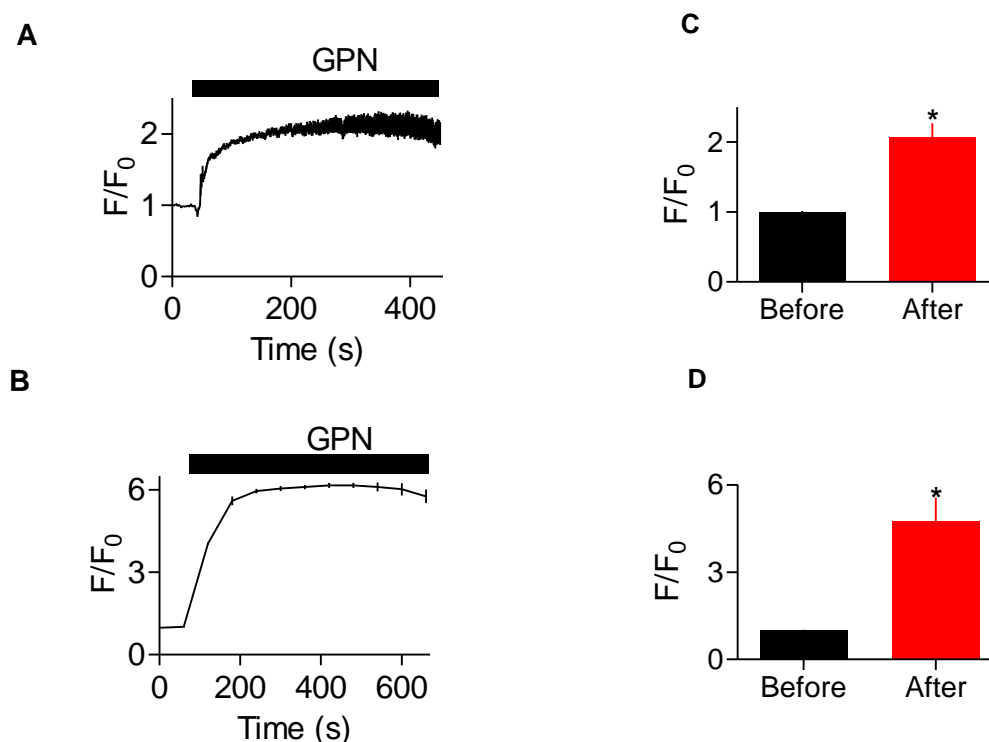 A
GPN
2
1
0
F/F0
0 200 400
Time (s)
B
GPN
6
3
0
F/F0
0 200 400 600
Time (s)
C
*
2
1
0
F/F0
Before After
D
*
6
3
0
F/F0
Before After